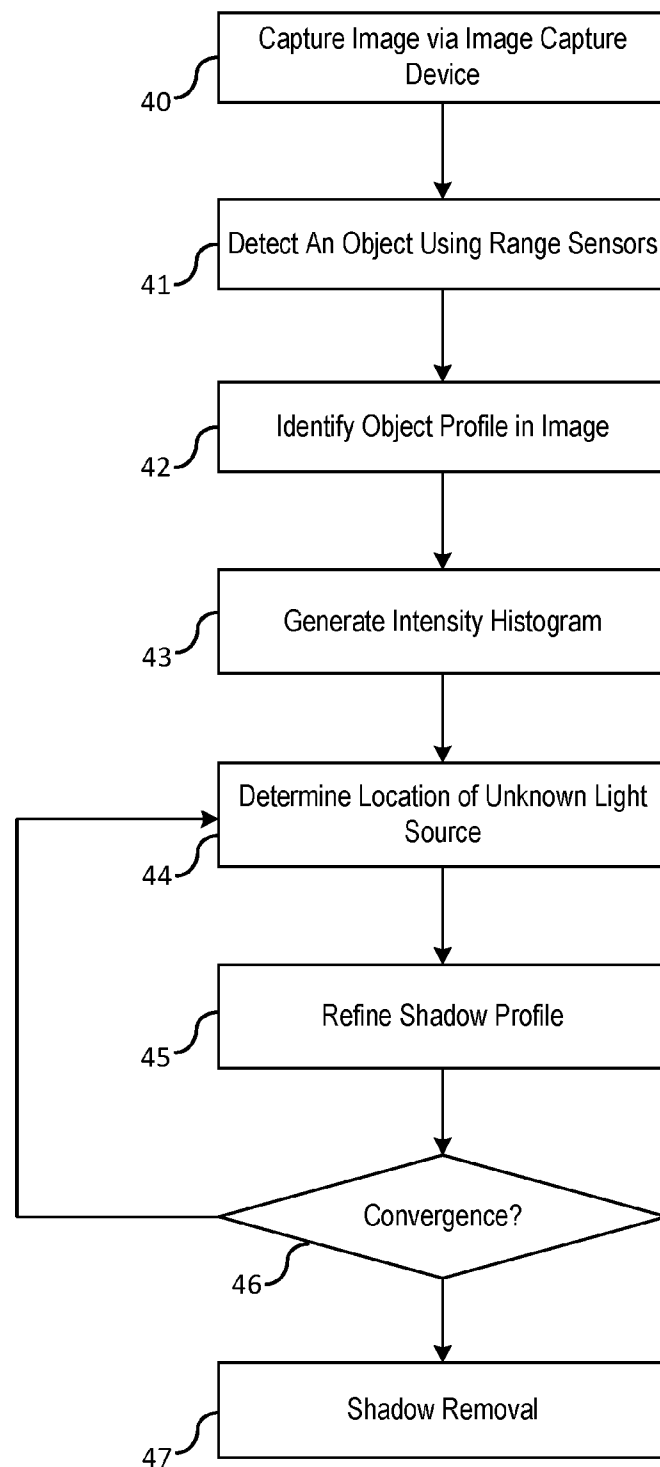 Capture Image via Image Capture
Device
40
Detect An Object Using Range Sensors
41
Identify Object Profile in Image
42
Generate Intensity Histogram
43
Determine Location of Unknown Light
Source
44
Refine Shadow Profile
45
Convergence?
46
Shadow Removal
47